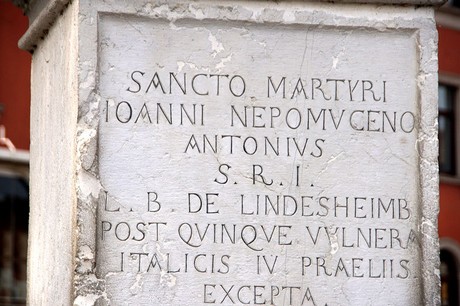 SANCTO MARTYRI
IOANNI NEPOMVCENO
ANTONIVS
S. R. I.
L. B. DE LINDESHEIMB
POST QVINQVE VVLNERA
ITALICIS IV PRAELIIS.
EXCEPTA.